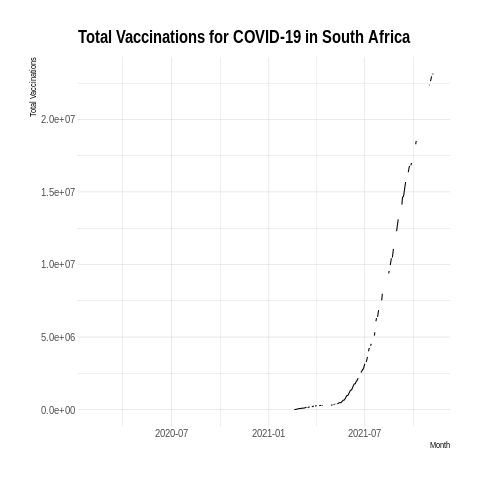 Total Vaccinations for COVID-19 in South Africa
Total Vaccinations
2.0e+07
1.5e+07
1.0e+07
5.0e+06
0.0e+00
2020-07
2021-01
2021-07
Month